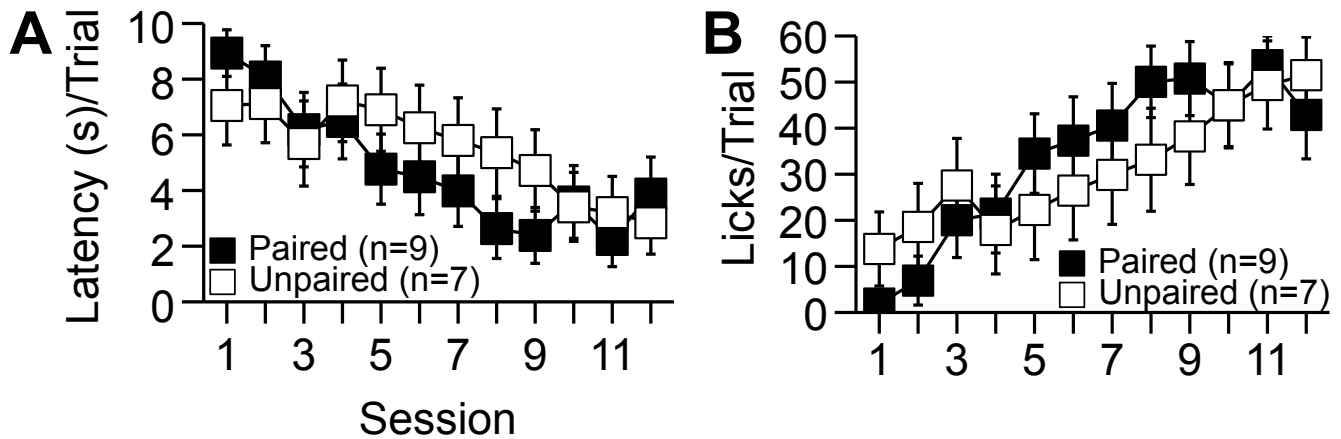 A
Latency (s)/Trial
10
8
6
4
2
0
Paired (n=9)
Unpaired (n=7)
1 3 5 7 9 11
Session
B
Licks/Trial
60
50
40
30
20
10
0
Paired (n=9)
Unpaired (n=7)
1 3 5 7 9 11